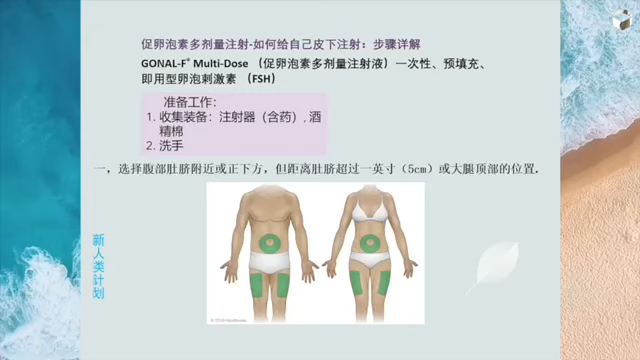 促卵泡素多剂量注射-如何给自己皮下注射：步骤详解
GONAL-F® Multi-Dose （促卵泡素多剂量注射液）一次性、预填充、
即用型卵泡刺激素 （FSH）
准备工作：
1. 收集装备：注射器（含药）, 酒
精棉
2. 洗手
一，选择腹部肚脐附近或正下方，但距离肚脐超过一英寸（5cm）或大腿顶部的位置.
新人类计划